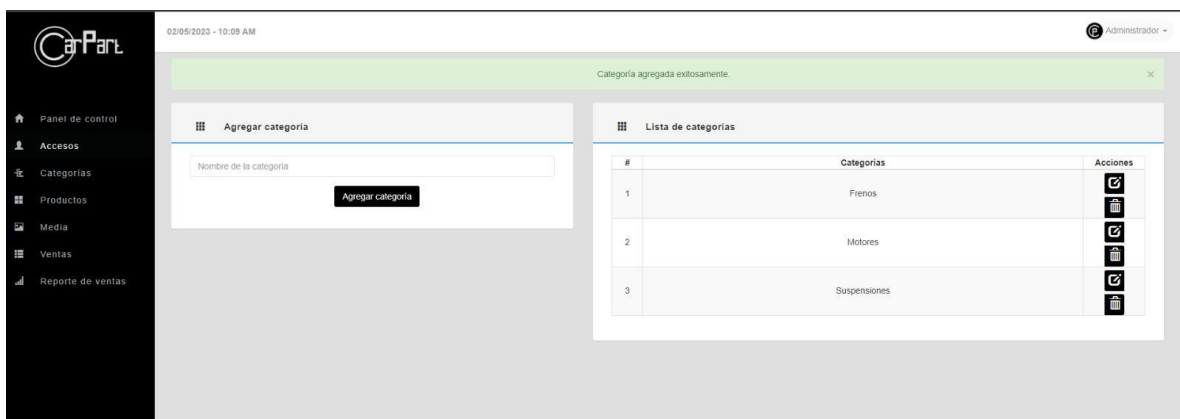 CarPart
02/05/2023 - 10:09 AM
Administrador
Categoría agregada exitosamente.
×
Panel de control
Accesos
Categorías
Productos
Media
Ventas
Reporte de ventas
Agregar categoría
Nombre de la categoría
Agregar categoría
Lista de categorías
# Categorías Acciones
1 Frenos
2 Motores
3 Suspensiones